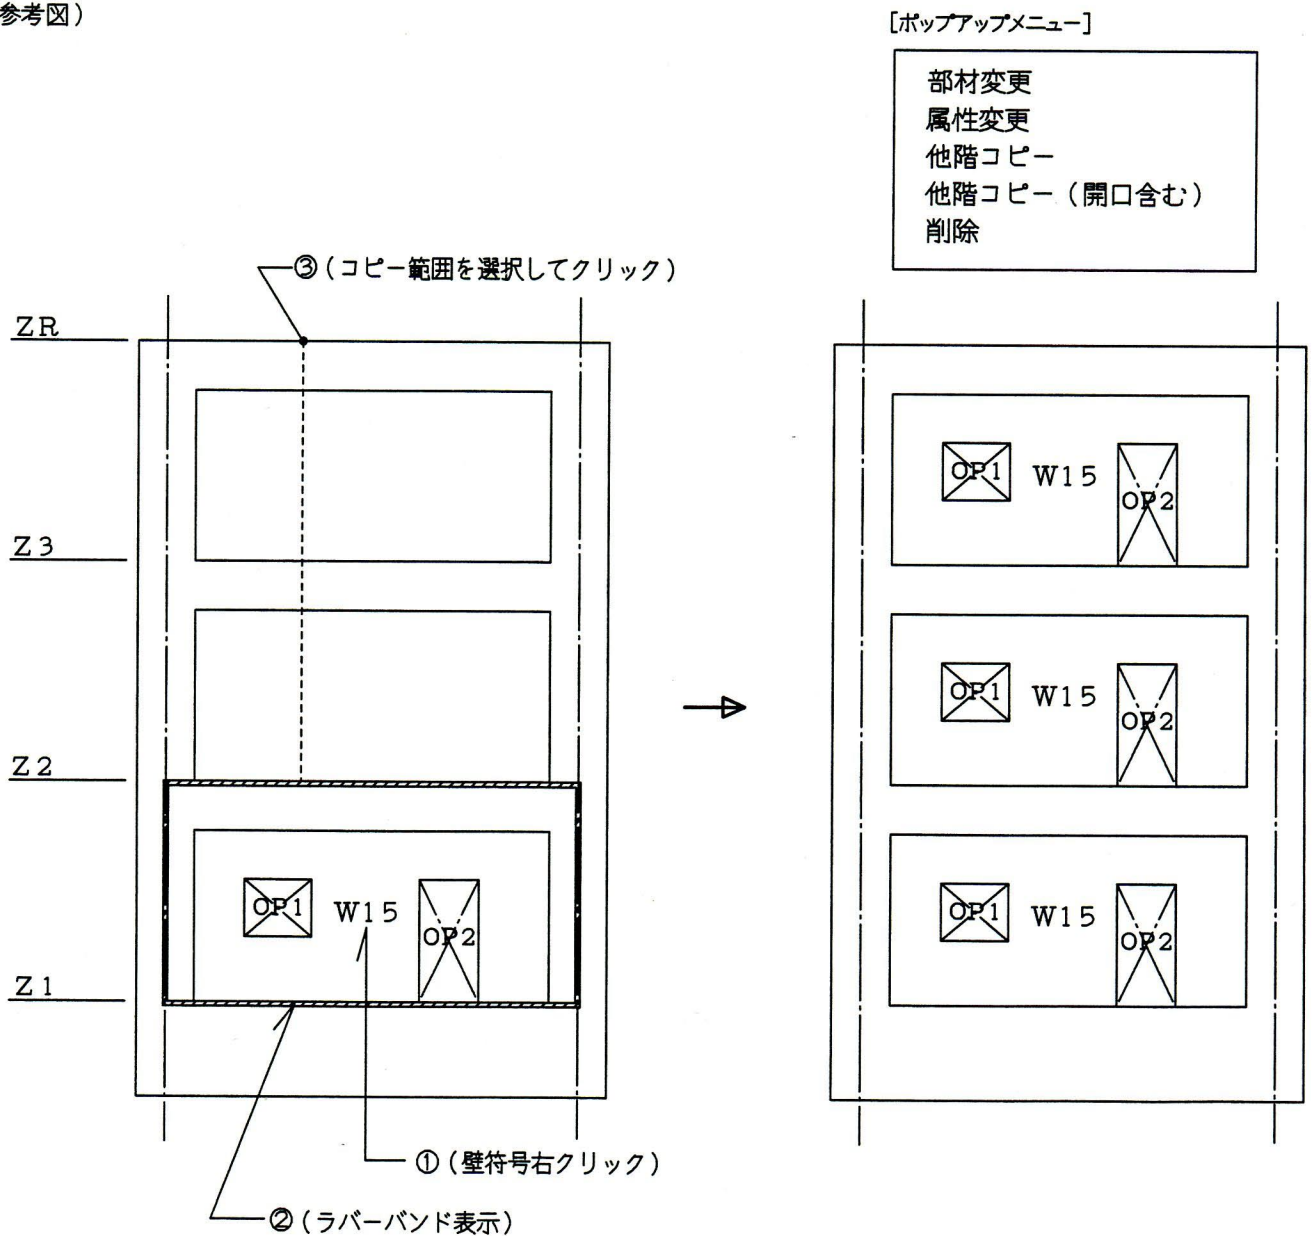 参考図)
[ポップアップメニュー]
部材変更
属性変更
他階コピー
他階コピー(開口含む)
削除
③(コピー範囲を選択してクリック)
ZR
Z3
Z2
Z1
OP1 W15 OP2
①(壁符号右クリック)
②(ラバーバンド表示)
OP1 W15 OP2
OP1 W15 OP2
OP1 W15 OP2